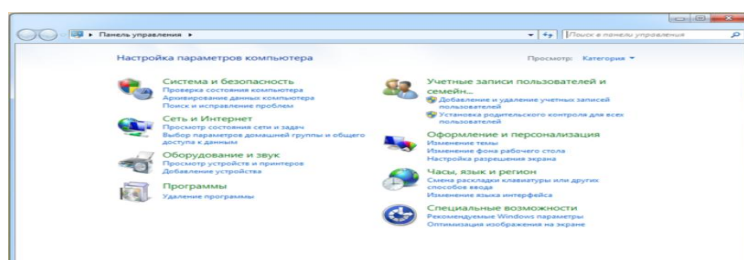 Панель управления
Поиск в панели управления
Настройка параметров компьютера
Просмотр: Категория
Система и безопасность
Проверка состояния компьютера
Архивирование данных компьютера
Поиск и исправление проблем
Сеть и Интернет
Просмотр состояния сети и задач
Выбор параметров домашней группы и общего
доступа к данным
Оборудование и звук
Просмотр устройств и принтеров
Добавление устройства
Программы
Удаление программы
Учетные записи пользователей и
семейн...
Добавление и удаление учетных записей
пользователей
Установка родительского контроля для всех
пользователей
Оформление и персонализация
Изменение темы
Изменение фона рабочего стола
Настройка разрешения экрана
Часы, язык и регион
Смена раскладки клавиатуры или других
способов ввода
Изменение языка интерфейса
Специальные возможности
Рекомендуемые Windows параметры
Оптимизация изображения на экране